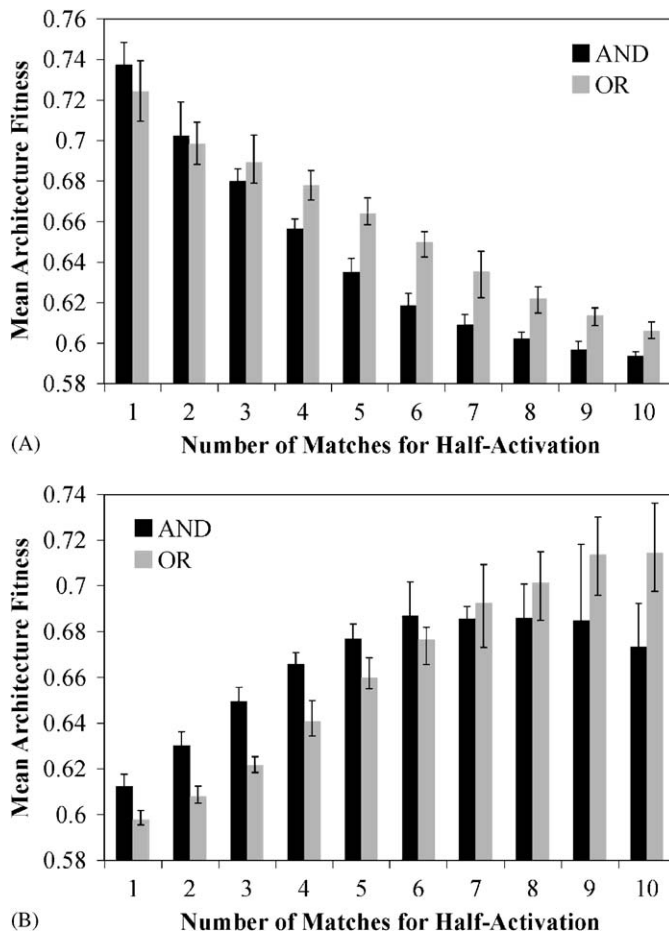 Mean Architecture Fitness
0.76
0.74
0.72
0.7
0.68
0.66
0.64
0.62
0.6
0.58
AND
OR
1 2 3 4 5 6 7 8 9 10
(A) Number of Matches for Half-Activation
Mean Architecture Fitness
0.74
0.72
0.7
0.68
0.66
0.64
0.62
0.6
0.58
AND
OR
1 2 3 4 5 6 7 8 9 10
(B) Number of Matches for Half-Activation